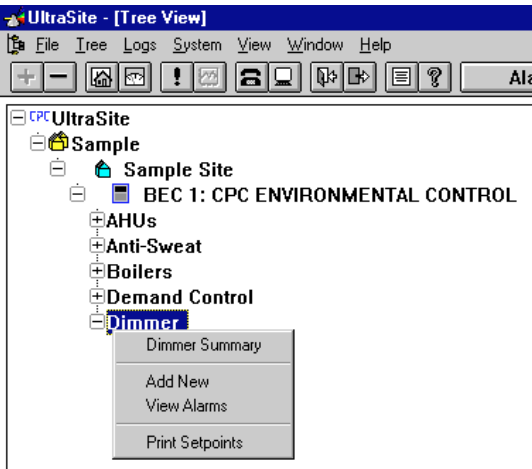 UltraSite - [Tree View]
File Tree Logs System View Window Help
Ala
CPC UltraSite
Sample
Sample Site
BEC 1: CPC ENVIRONMENTAL CONTROL
AHUs
Anti-Sweat
Boilers
Demand Control
Dimmer
Dimmer Summary
Add New
View Alarms
Print Setpoints